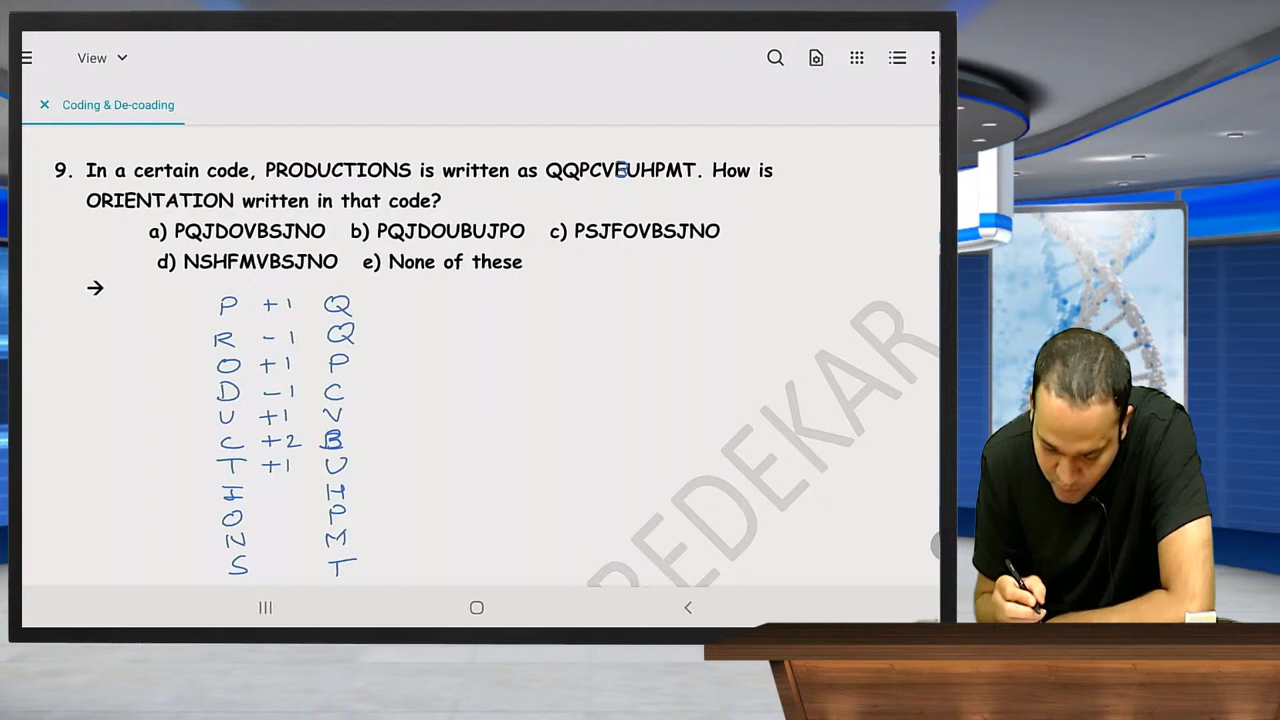 View
Coding & De-coading
9. In a certain code, PRODUCTIONS is written as QQPCVBUHPMT. How is
ORIENTATION written in that code?
a) PQJDOVBSJNO b) PQJDOUBUJPO c) PSJFOVBSJNO
d) NSHFMVBSJNO e) None of these
→
P +1 Q
R -1 Q
O +1 P
D -1 C
U +1 V
C +2 B
T +1 U
I H
O P
N M
S T
REDEKAR